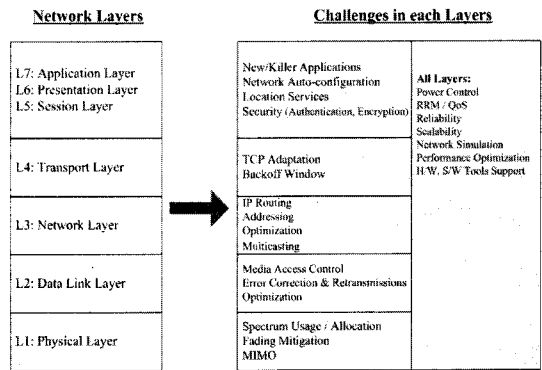 Network Layers
Challenges in each Layers
L7: Application Layer
L6: Presentation Layer
L5: Session Layer
New/Killer Applications
Network Auto-configuration
Location Services
Security (Authentication, Encryption)
All Layers:
Power Control
RRM / QoS
Reliability
Scalability
Network Simulation
Performance Optimization
H/W, S/W Tools Support
L4: Transport Layer
TCP Adaptation
Backoff Window
L3: Network Layer
IP Routing
Addressing
Optimization
Multicasting
L2: Data Link Layer
Media Access Control
Error Correction & Retransmissions
Optimization
L1: Physical Layer
Spectrum Usage / Allocation
Fading Mitigation
MIMO